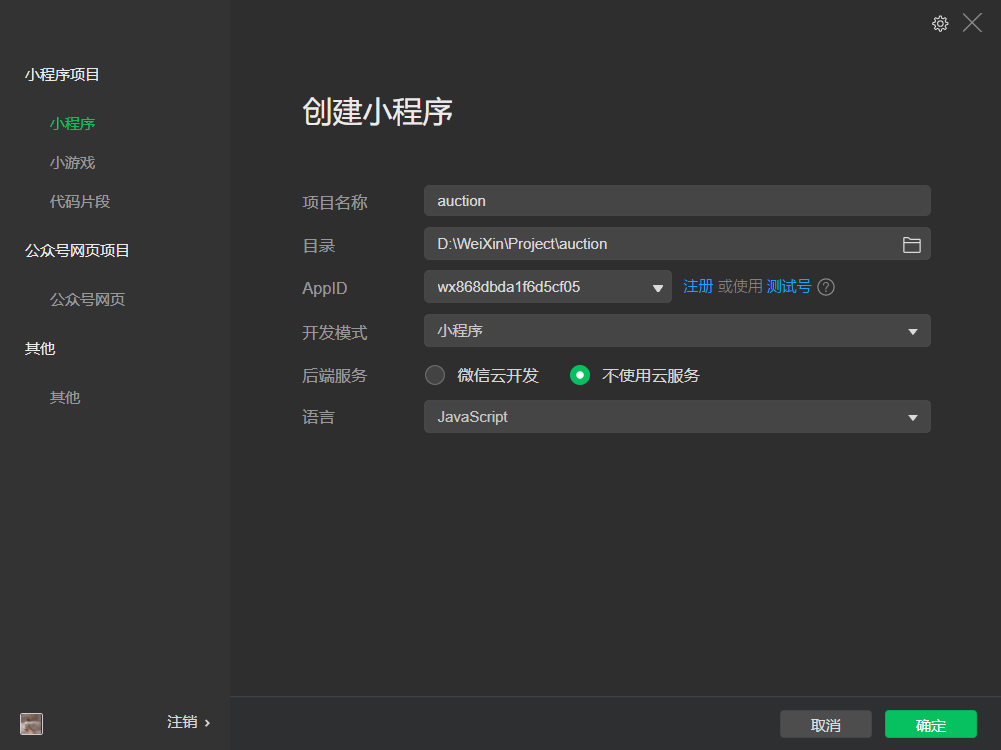 小程序项目
小程序
小游戏
代码片段
公众号网页项目
公众号网页
其他
其他
注销
创建小程序
项目名称 auction
目录 D:\WeiXin\Project\auction
AppID wx868dbda1f6d5cf05 注册 或使用 测试号 ?
开发模式 小程序
后端服务 微信云开发 不使用云服务
语言 JavaScript
取消 确定